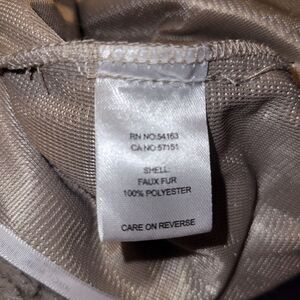 RN NO:54163
CA NO:57151
SHELL:
FAUX FUR
100% POLYESTER
CARE ON REVERSE